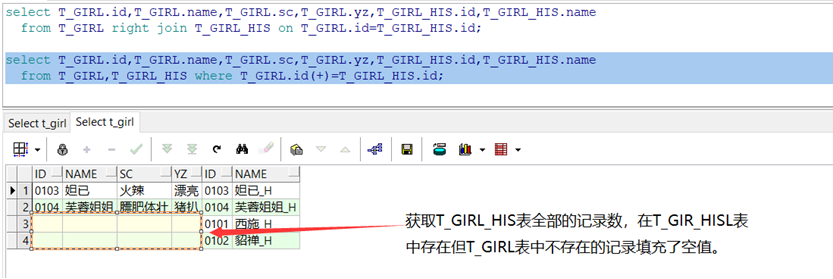 select T_GIRL.id,T_GIRL.name,T_GIRL.sc,T_GIRL.yz,T_GIRL_HIS.id,T_GIRL_HIS.name
from T_GIRL right join T_GIRL_HIS on T_GIRL.id=T_GIRL_HIS.id;
select T_GIRL.id,T_GIRL.name,T_GIRL.sc,T_GIRL.yz,T_GIRL_HIS.id,T_GIRL_HIS.name
from T_GIRL,T_GIRL_HIS where T_GIRL.id(+)=T_GIRL_HIS.id;
Select t_girl Select t_girl
ID NAME SC YZ ID NAME
1 0103 妲已 火辣 漂亮 0103 妲已_H
2 0104 芙蓉姐姐 腰肥体壮 猪扒 0104 芙蓉姐姐_H
3 0101 西施_H
4 0102 貂禅_H
获取T_GIRL_HIS表全部的记录数，在T_GIR_HISL表
中存在但T_GIRL表中不存在的记录填充了空值。